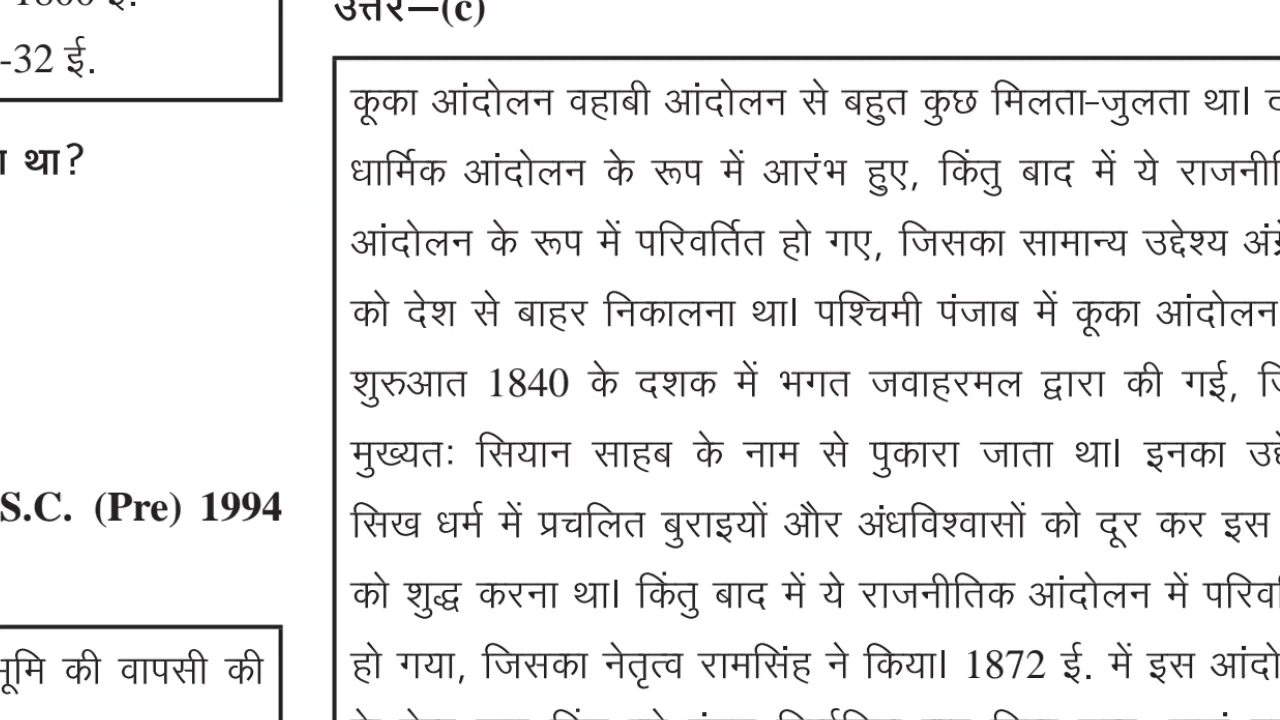 -32 ई.
था?
S.C. (Pre) 1994
भूमि की वापसी की
उत्तर—(c)
कूका आंदोलन वहाबी आंदोलन से बहुत कुछ मिलता-जुलता था।
धार्मिक आंदोलन के रूप में आरंभ हुए, किंतु बाद में ये
आंदोलन के रूप में परिवर्तित हो गए, जिसका सामान्य उद्देश्य
को देश से बाहर निकालना था। पश्चिमी पंजाब में कूका आंदोलन
शुरुआत 1840 के दशक में भगत जवाहरमल द्वारा की गई,
मुख्यतः सियान साहब के नाम से पुकारा जाता था। इनका
सिख धर्म में प्रचलित बुराइयों और अंधविश्वासों को दूर कर इस
को शुद्ध करना था। किंतु बाद में ये राजनीतिक आंदोलन में
हो गया, जिसका नेतृत्व रामसिंह ने किया। 1872 ई. में इस